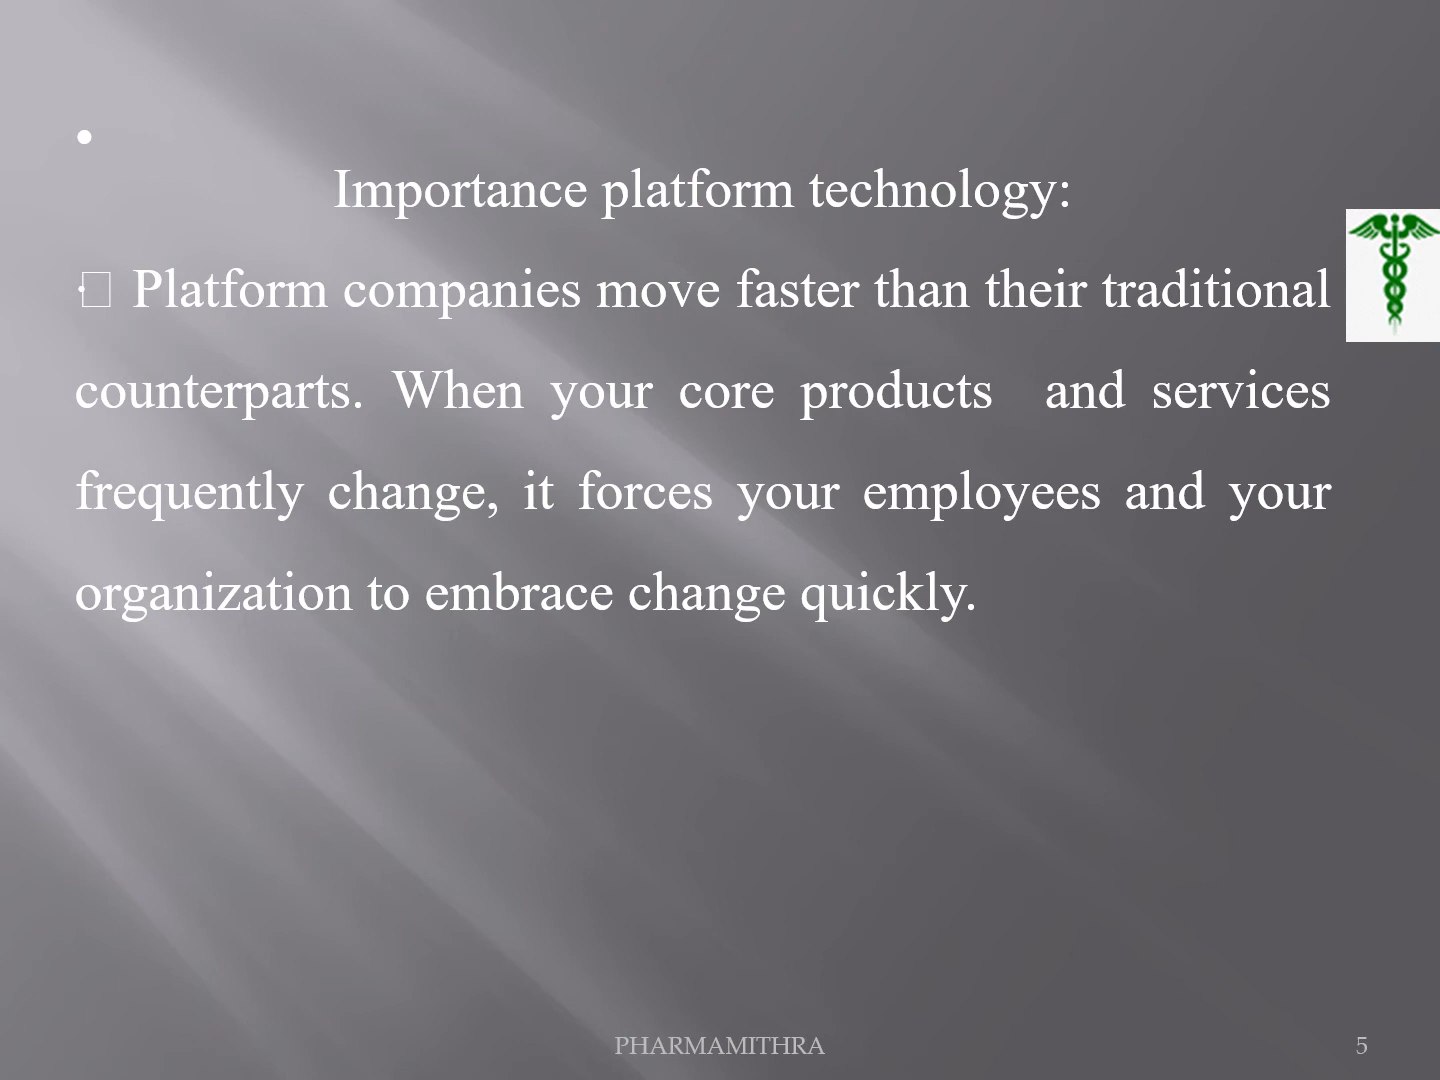 •
Importance platform technology:
•□ Platform companies move faster than their traditional
counterparts. When your core products  and services
frequently change, it forces your employees and your
organization to embrace change quickly.
PHARMAMITHRA
5